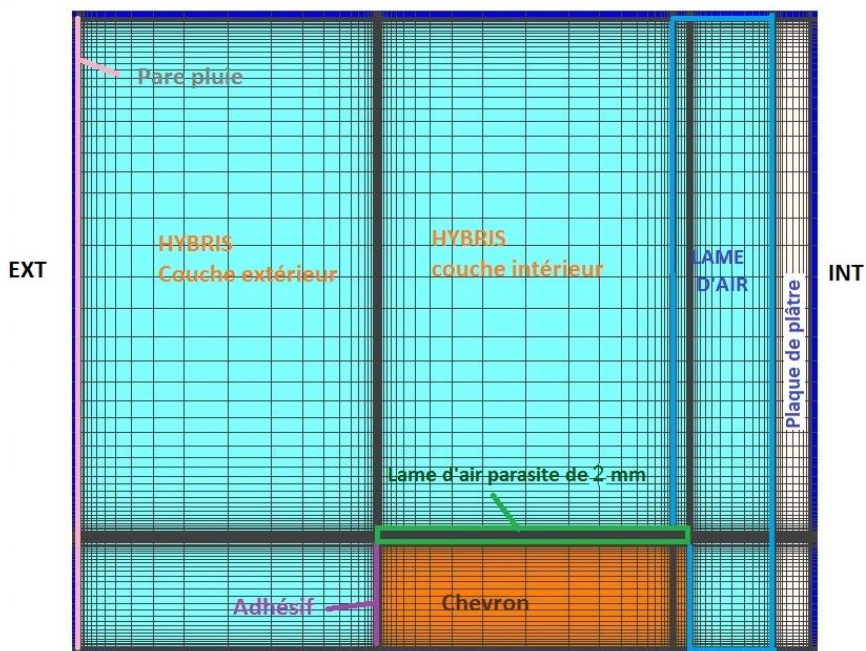 Pare pluie
HYBRIS
Couche extérieur
HYBRIS
couche intérieur
LAME
D'AIR
EXT
INT
Plaque de plâtre
Lame d'air parasite de 2 mm
Adhésif
Chevron